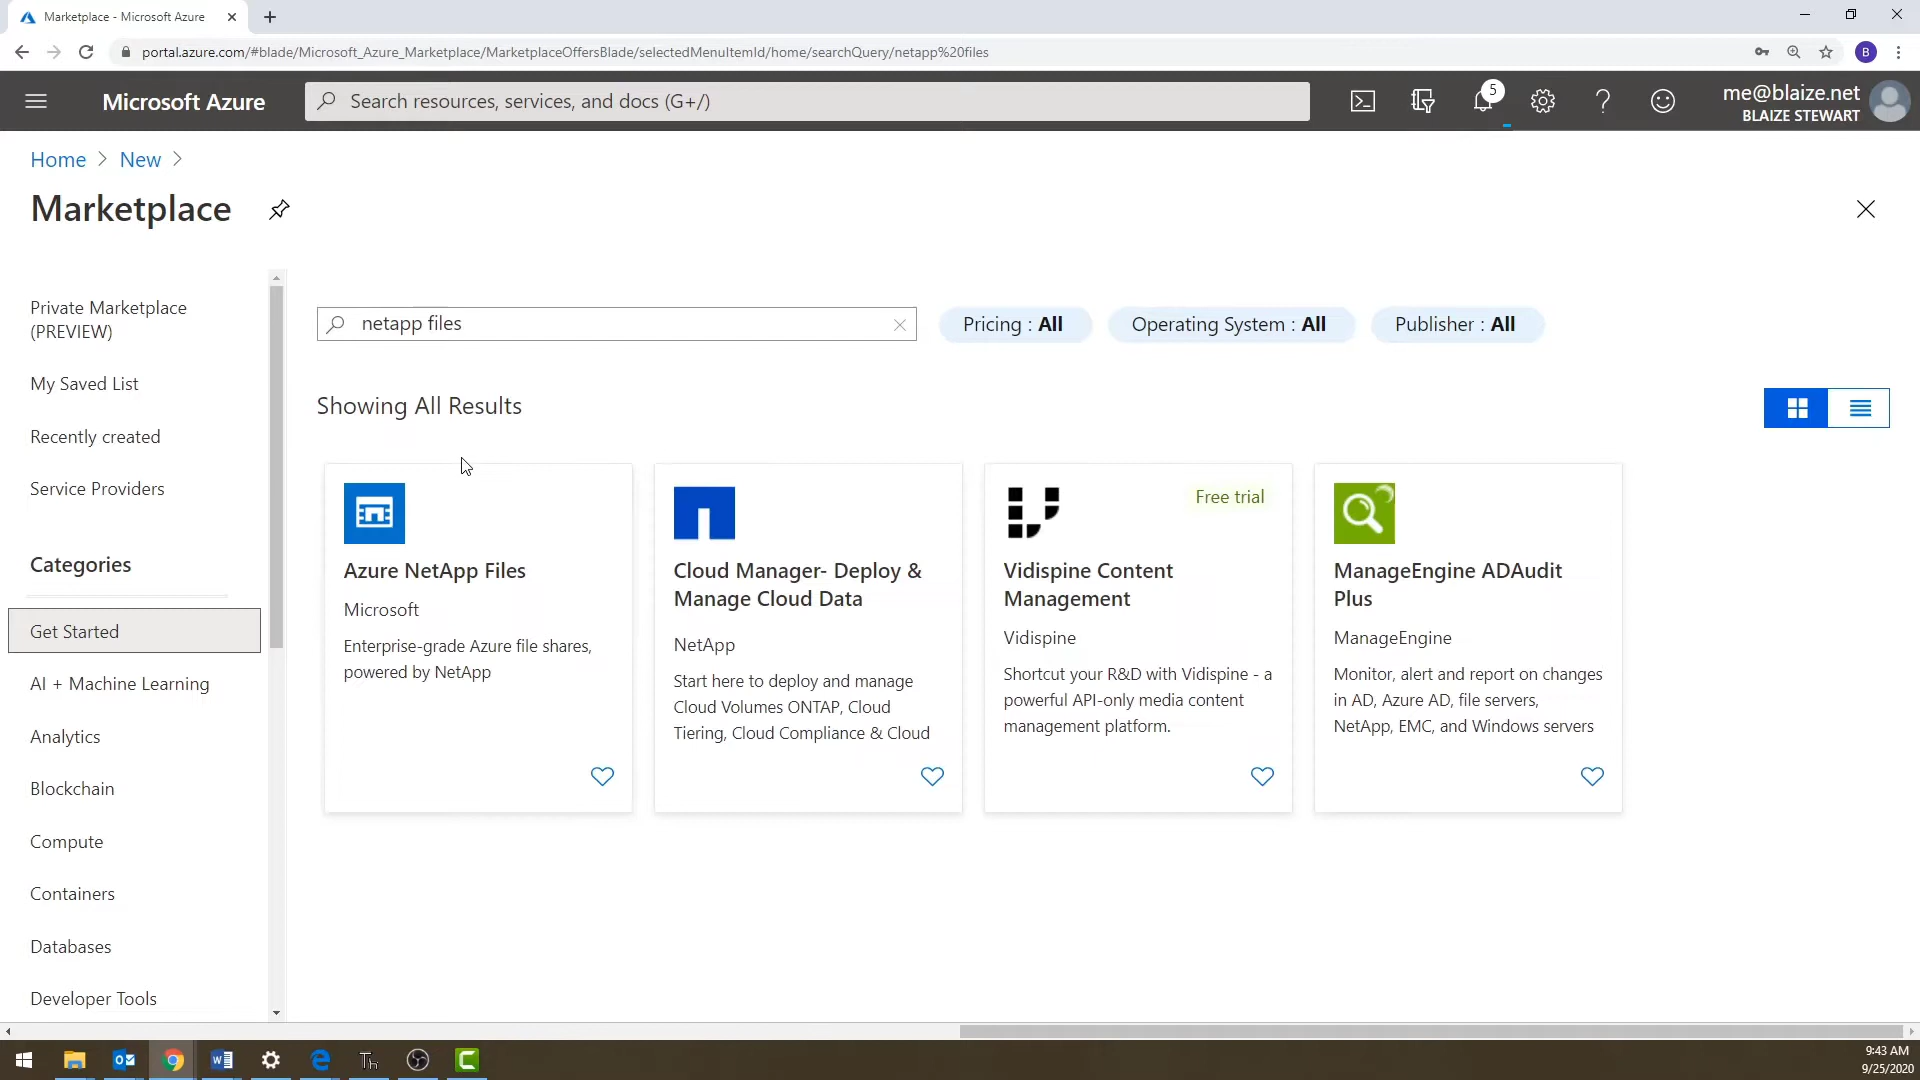 Marketplace - Microsoft Azure
portal.azure.com/#blade/Microsoft_Azure_Marketplace/MarketplaceOffersBlade/selectedMenuItemId/home/searchQuery/netapp%20files
B
Microsoft Azure
Search resources, services, and docs (G+/)
5
me@blaize.net
BLAIZE STEWART
Home > New >
Marketplace
Private Marketplace
(PREVIEW)
My Saved List
Recently created
Service Providers
Categories
Get Started
AI + Machine Learning
Analytics
Blockchain
Compute
Containers
Databases
Developer Tools
netapp files
Pricing : All
Operating System : All
Publisher : All
Showing All Results
Azure NetApp Files
Microsoft
Enterprise-grade Azure file shares,
powered by NetApp
Cloud Manager- Deploy &
Manage Cloud Data
NetApp
Start here to deploy and manage
Cloud Volumes ONTAP, Cloud
Tiering, Cloud Compliance & Cloud
Free trial
Vidispine Content
Management
Vidispine
Shortcut your R&D with Vidispine - a
powerful API-only media content
management platform.
ManageEngine ADAudit
Plus
ManageEngine
Monitor, alert and report on changes
in AD, Azure AD, file servers,
NetApp, EMC, and Windows servers
9:43 AM
9/25/2020